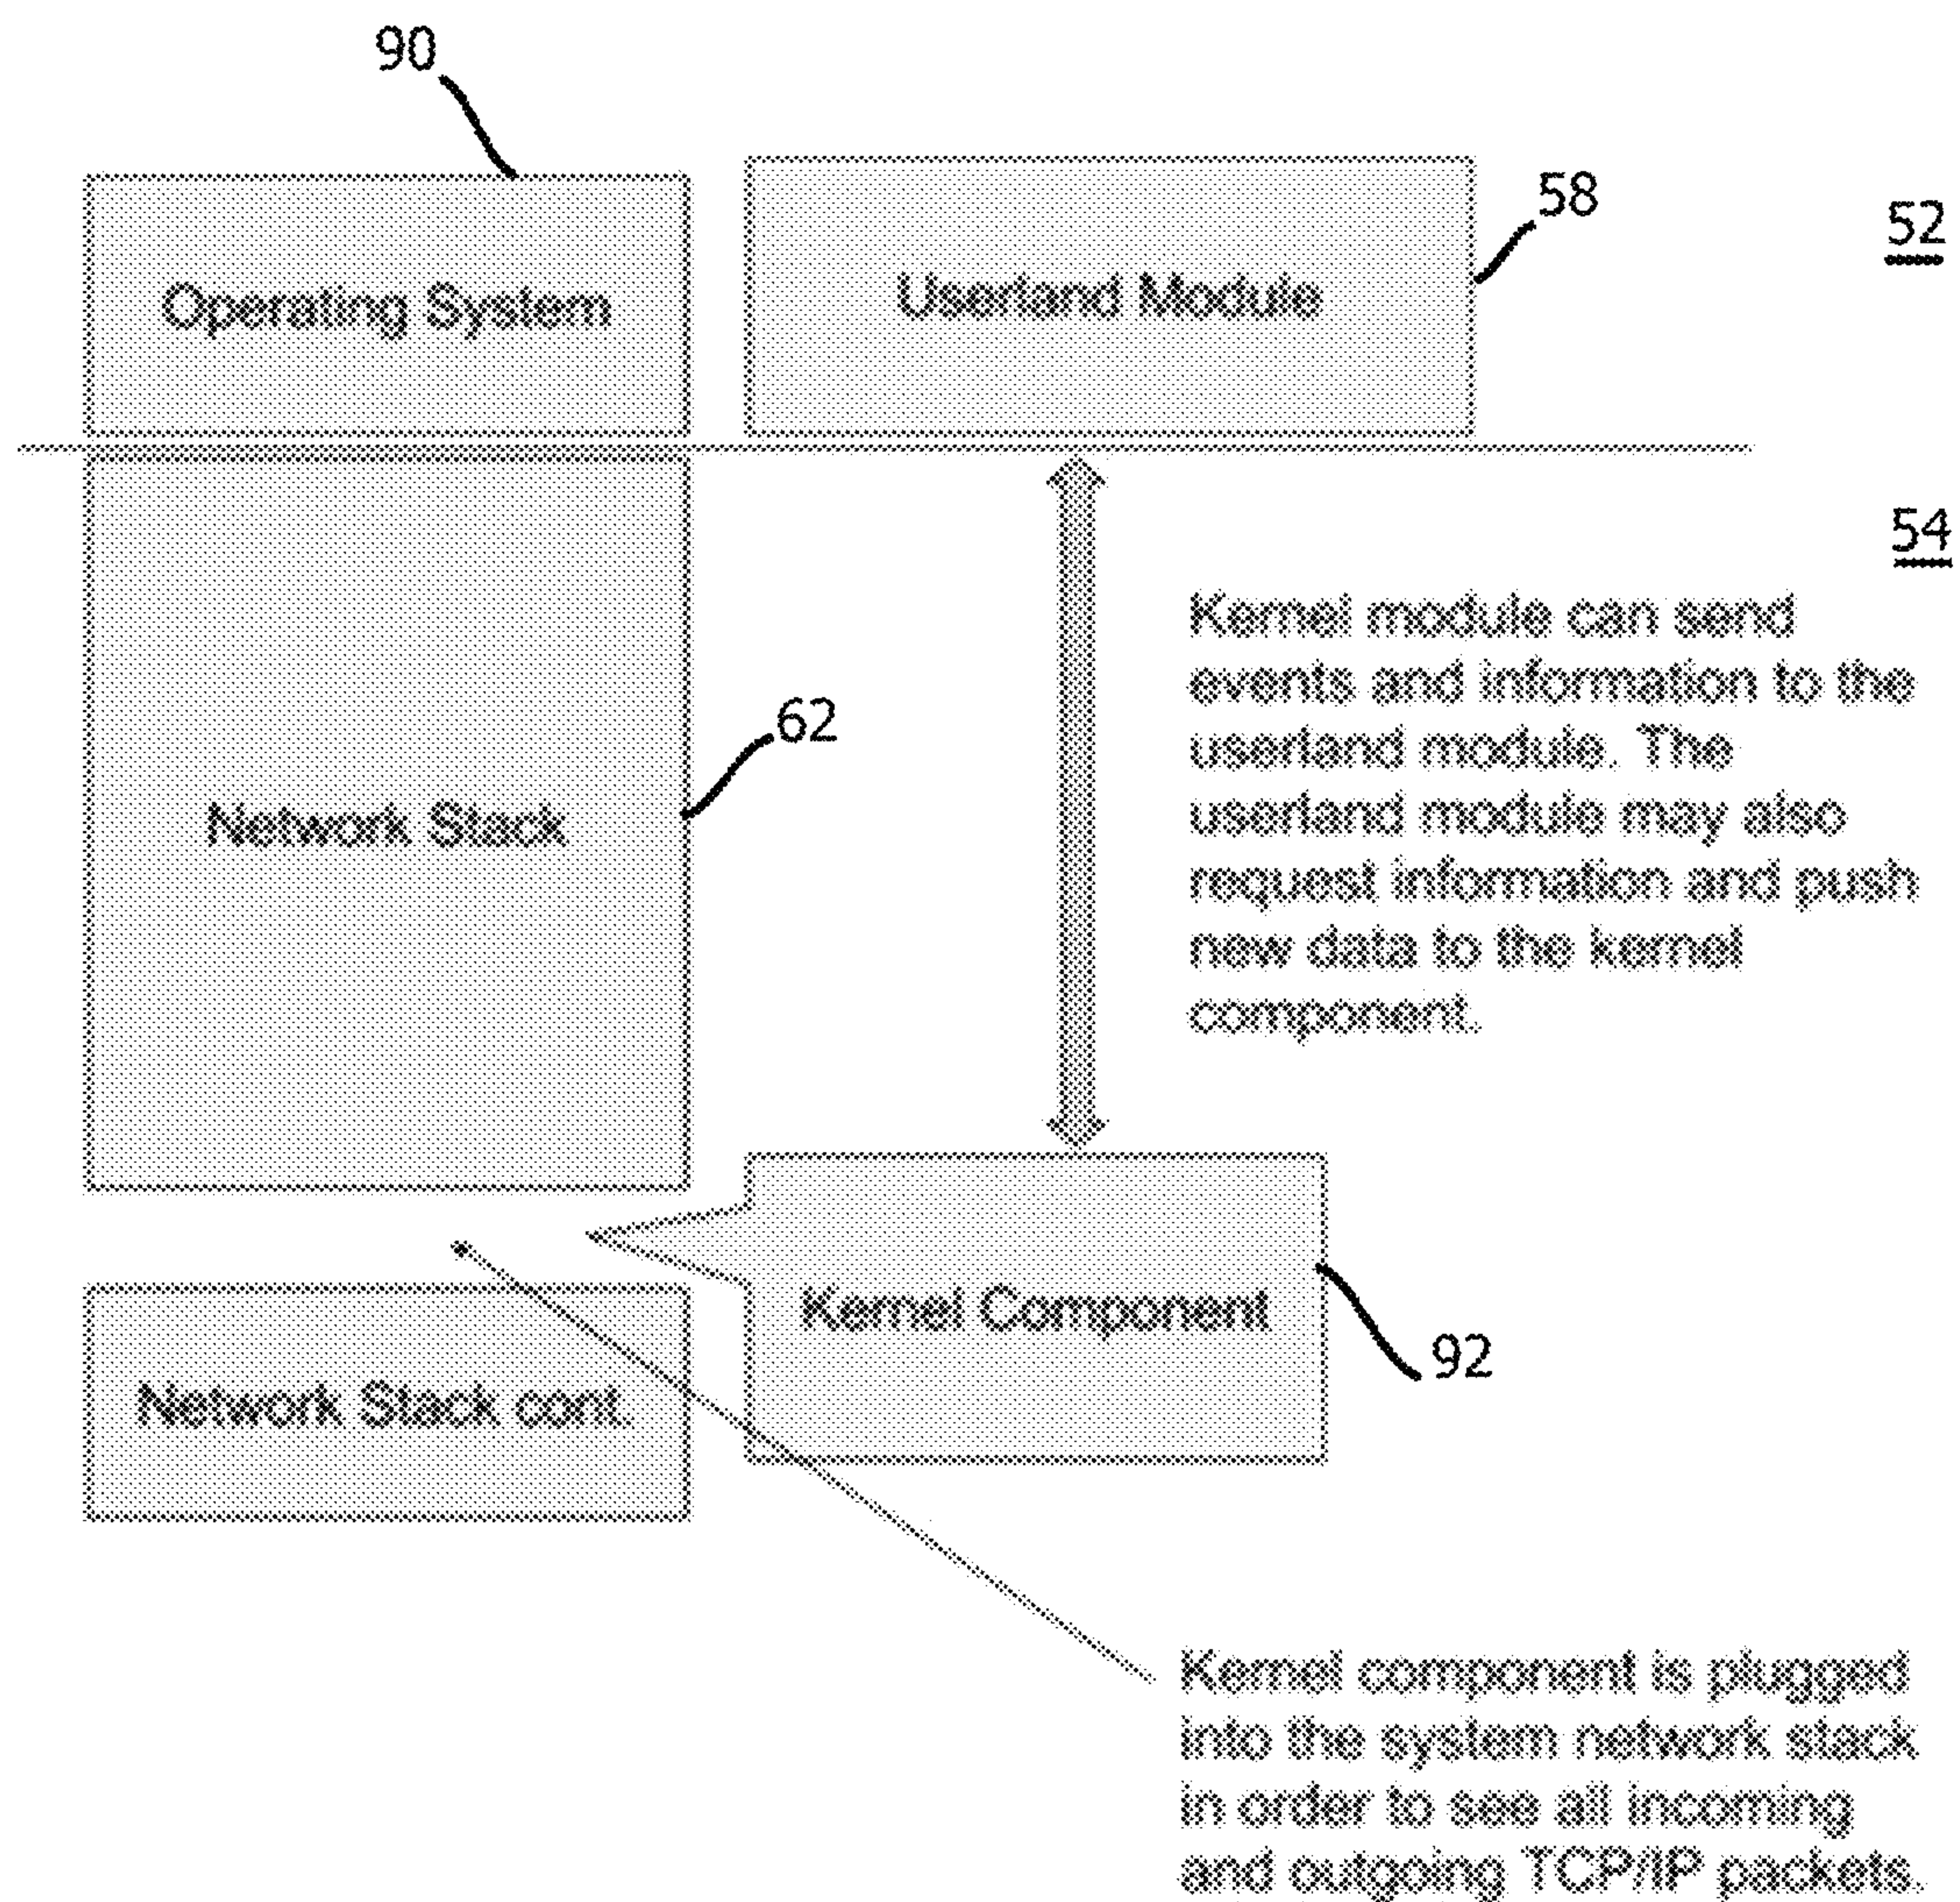 90
58
52
Operating System
Userland Module
54
Kernel module can send
events and information to the
userland module. The
userland module may also
request information and push
new data to the kernel
component.
62
Network Stack
Kernel Component
92
Network Stack cont.
Kernel component is plugged
into the system network stack
in order to see all incoming
and outgoing TCP/IP packets.